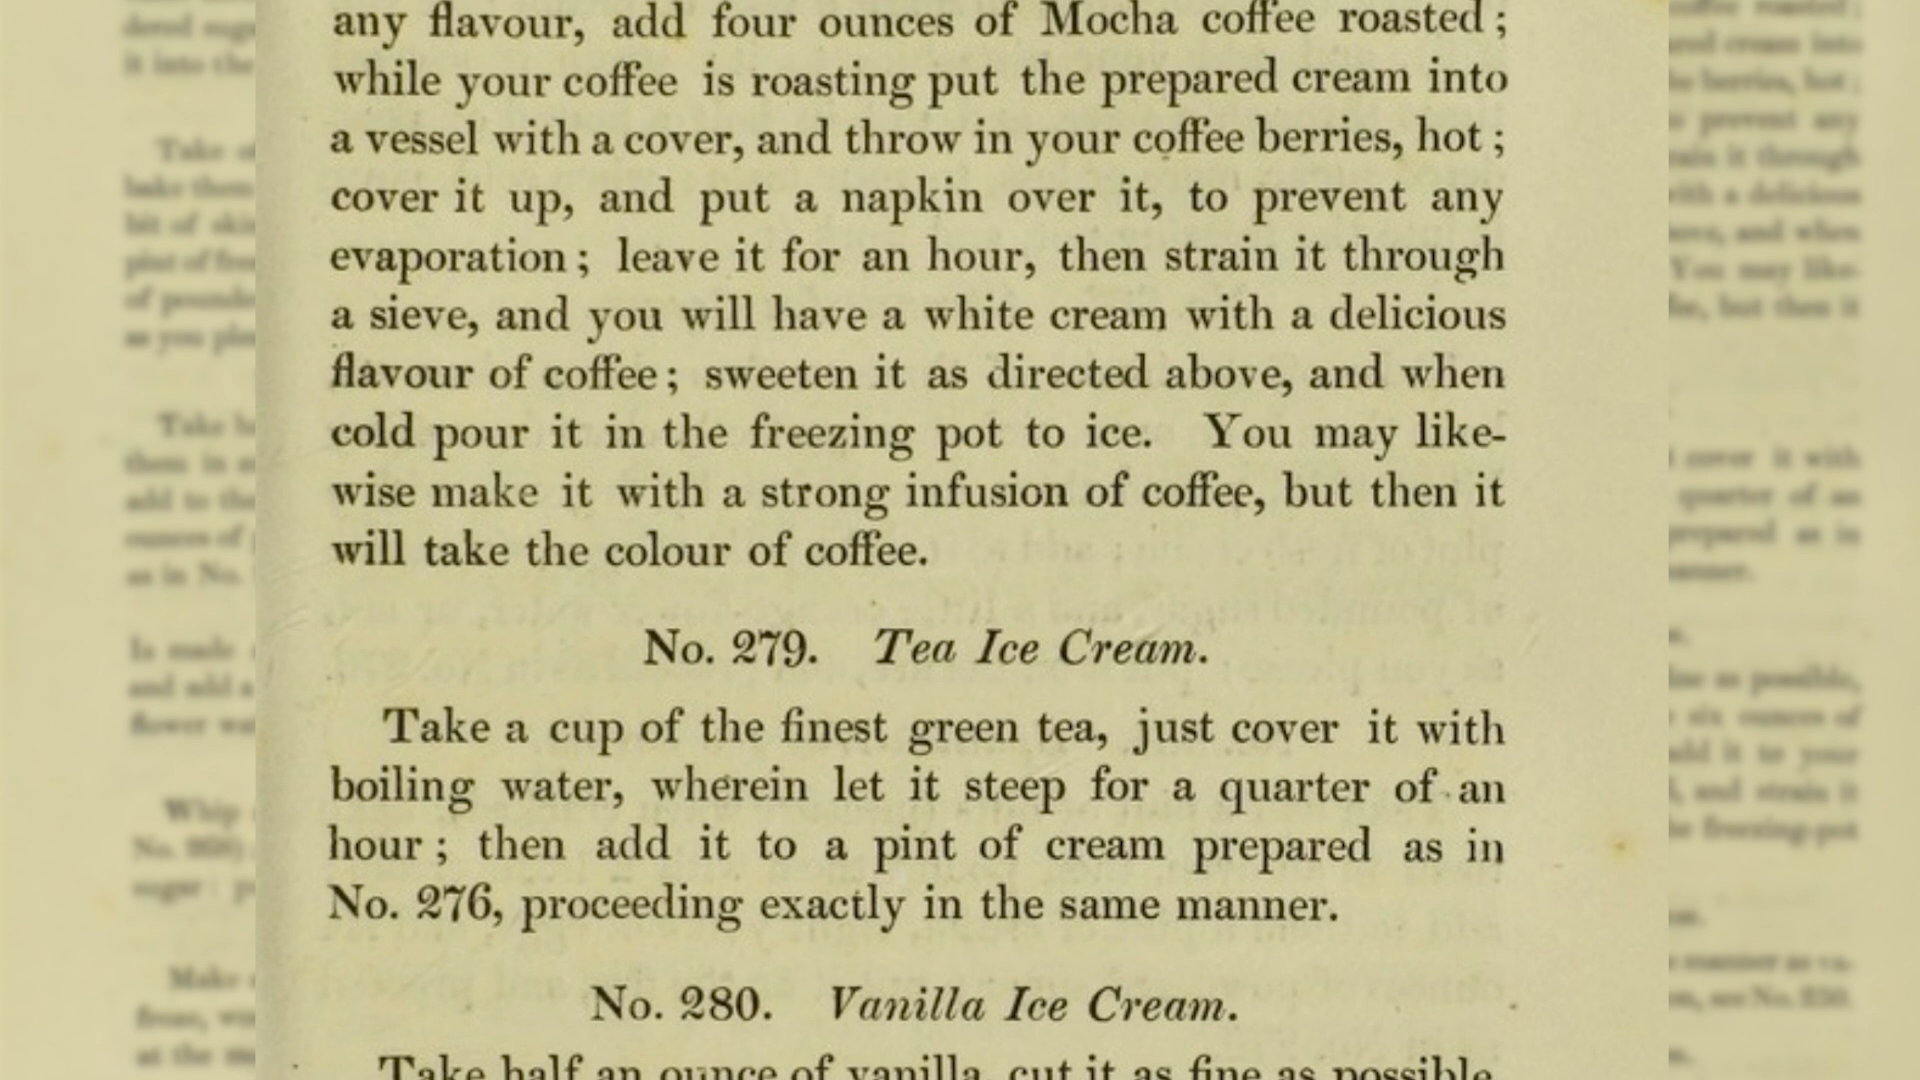 any flavour, add four ounces of Mocha coffee roasted;
while your coffee is roasting put the prepared cream into
a vessel with a cover, and throw in your coffee berries, hot;
cover it up, and put a napkin over it, to prevent any
evaporation; leave it for an hour, then strain it through
a sieve, and you will have a white cream with a delicious
flavour of coffee; sweeten it as directed above, and when
cold pour it in the freezing pot to ice. You may like-
wise make it with a strong infusion of coffee, but then it
will take the colour of coffee.
No. 279. Tea Ice Cream.
Take a cup of the finest green tea, just cover it with
boiling water, wherein let it steep for a quarter of an
hour; then add it to a pint of cream prepared as in
No. 276, proceeding exactly in the same manner.
No. 280. Vanilla Ice Cream.
Take half an ounce of vanilla, cut it as fine as possible,